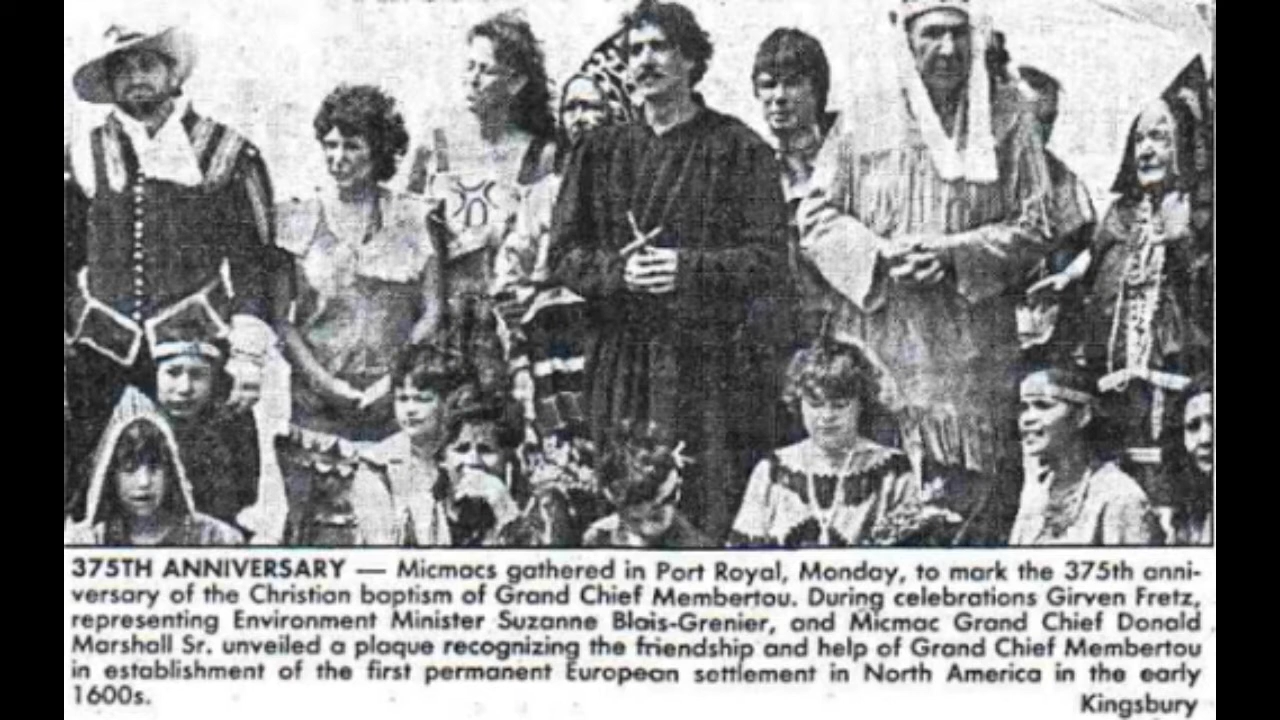 375TH ANNIVERSARY — Micmacs gathered in Port Royal, Monday, to mark the 375th anni-
versary of the Christian baptism of Grand Chief Membertou. During celebrations Girven Fretz,
representing Environment Minister Suzanne Blais-Grenier, and Micmac Grand Chief Donald
Marshall Sr. unveiled a plaque recognizing the friendship and help of Grand Chief Membertou
in establishment of the first permanent European settlement in North America in the early
1600s.
Kingsbury